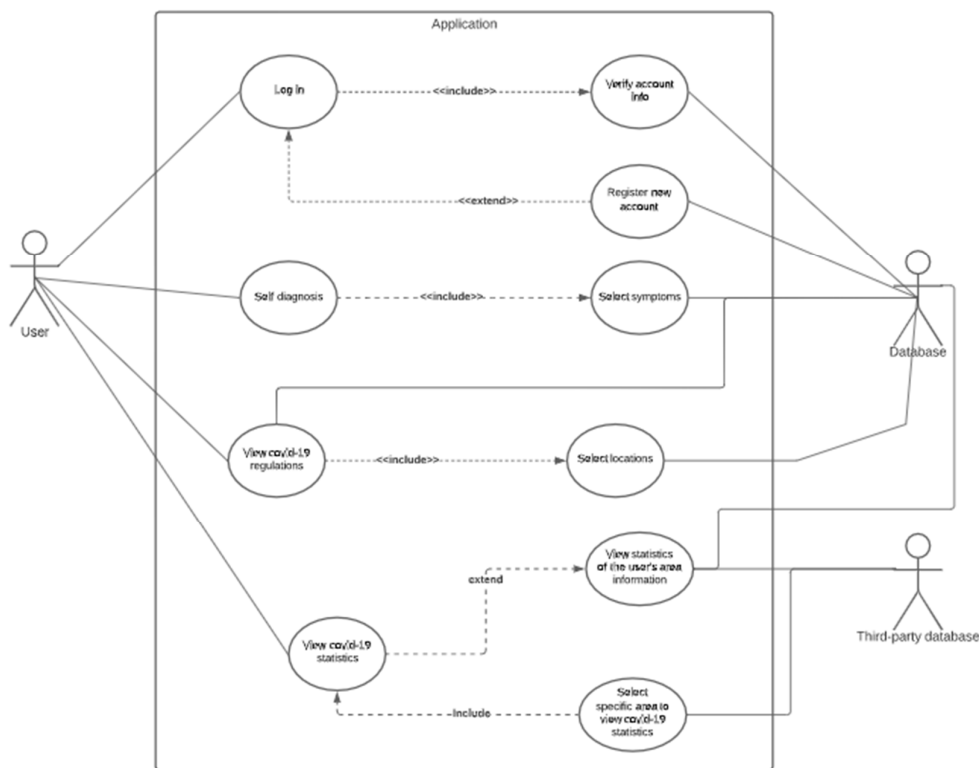 Application
Log in
<<include>>
Verify account
info
Register new
account
<<extend>>
Self diagnosis
<<include>>
Select symptoms
User
Database
View covid-19
regulations
<<include>>
Select locations
View statistics
of the user's area
information
extend
View covid-19
statistics
Third-party database
include
Select
specific area to
view covid-19
statistics